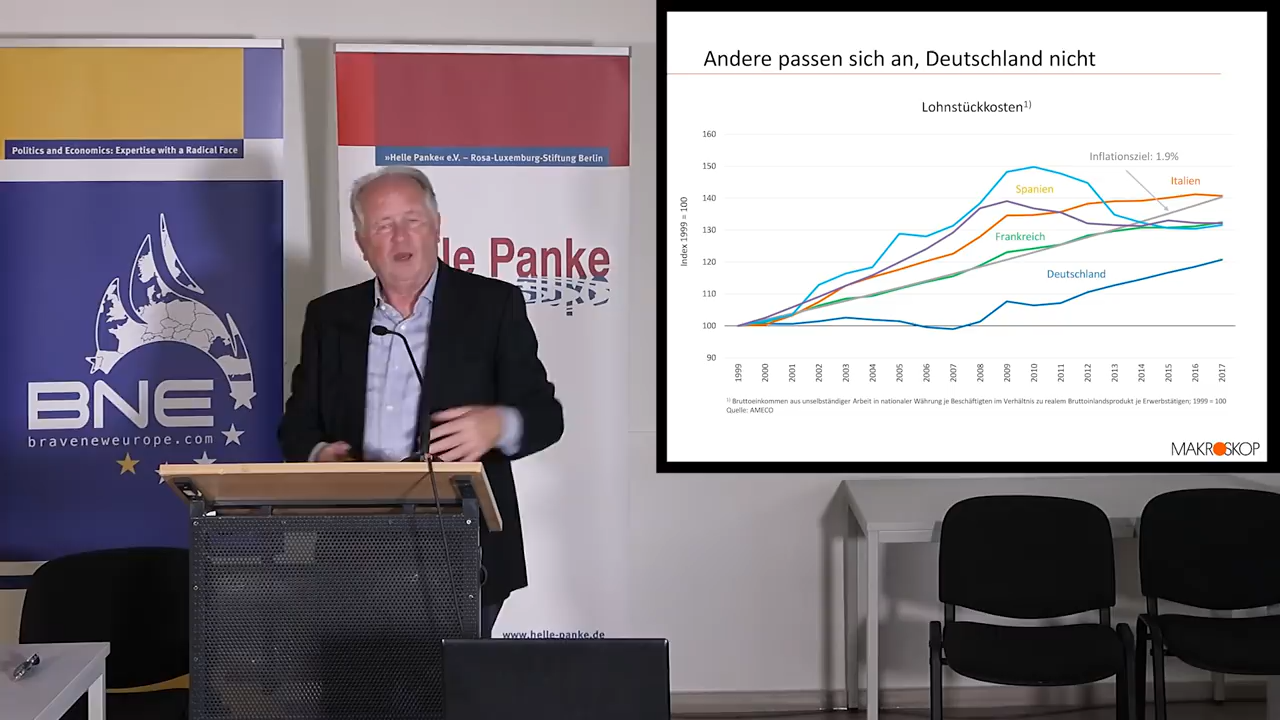 Politics and Economics: Expertise with a Radical Face
BNE
braveneweurope.com
»Helle Panke« e.V. – Rosa-Luxemburg-Stiftung Berlin
le Panke
www.helle-panke.de
Andere passen sich an, Deutschland nicht
Lohnstückkosten1)
Index 1999 = 100
160
150
140
130
120
110
100
90
Inflationsziel: 1.9%
Italien
Spanien
Frankreich
Deutschland
1999 2000 2001 2002 2003 2004 2005 2006 2007 2008 2009 2010 2011 2012 2013 2014 2015 2016 2017
1) Bruttoeinkommen aus unselbständiger Arbeit in nationaler Währung je Beschäftigten im Verhältnis zu realem Bruttoinlandsprodukt je Erwerbstätigen; 1999 = 100
Quelle: AMECO
MAKROSKOP